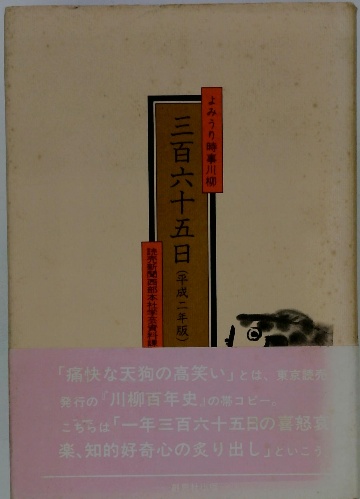 よみうり時事川柳
三百六十五日（平成二年版）
読売新聞西部本社
「痛快な天狗の高笑い」とは、東京読売
発行の『川柳百年史』の帯コピー。
こちらは「一年三百六十五日の喜怒哀
楽、知的好奇心の炙り出し」といこう